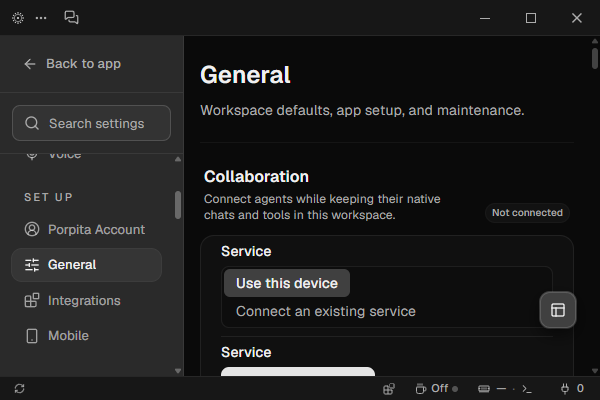 Back to app
Search settings
Voice
SET UP
Porpita Account
General
Integrations
Mobile
General
Workspace defaults, app setup, and maintenance.
Collaboration
Connect agents while keeping their native
chats and tools in this workspace.
Not connected
Service
Use this device
Connect an existing service
Service
Off
— ·
0